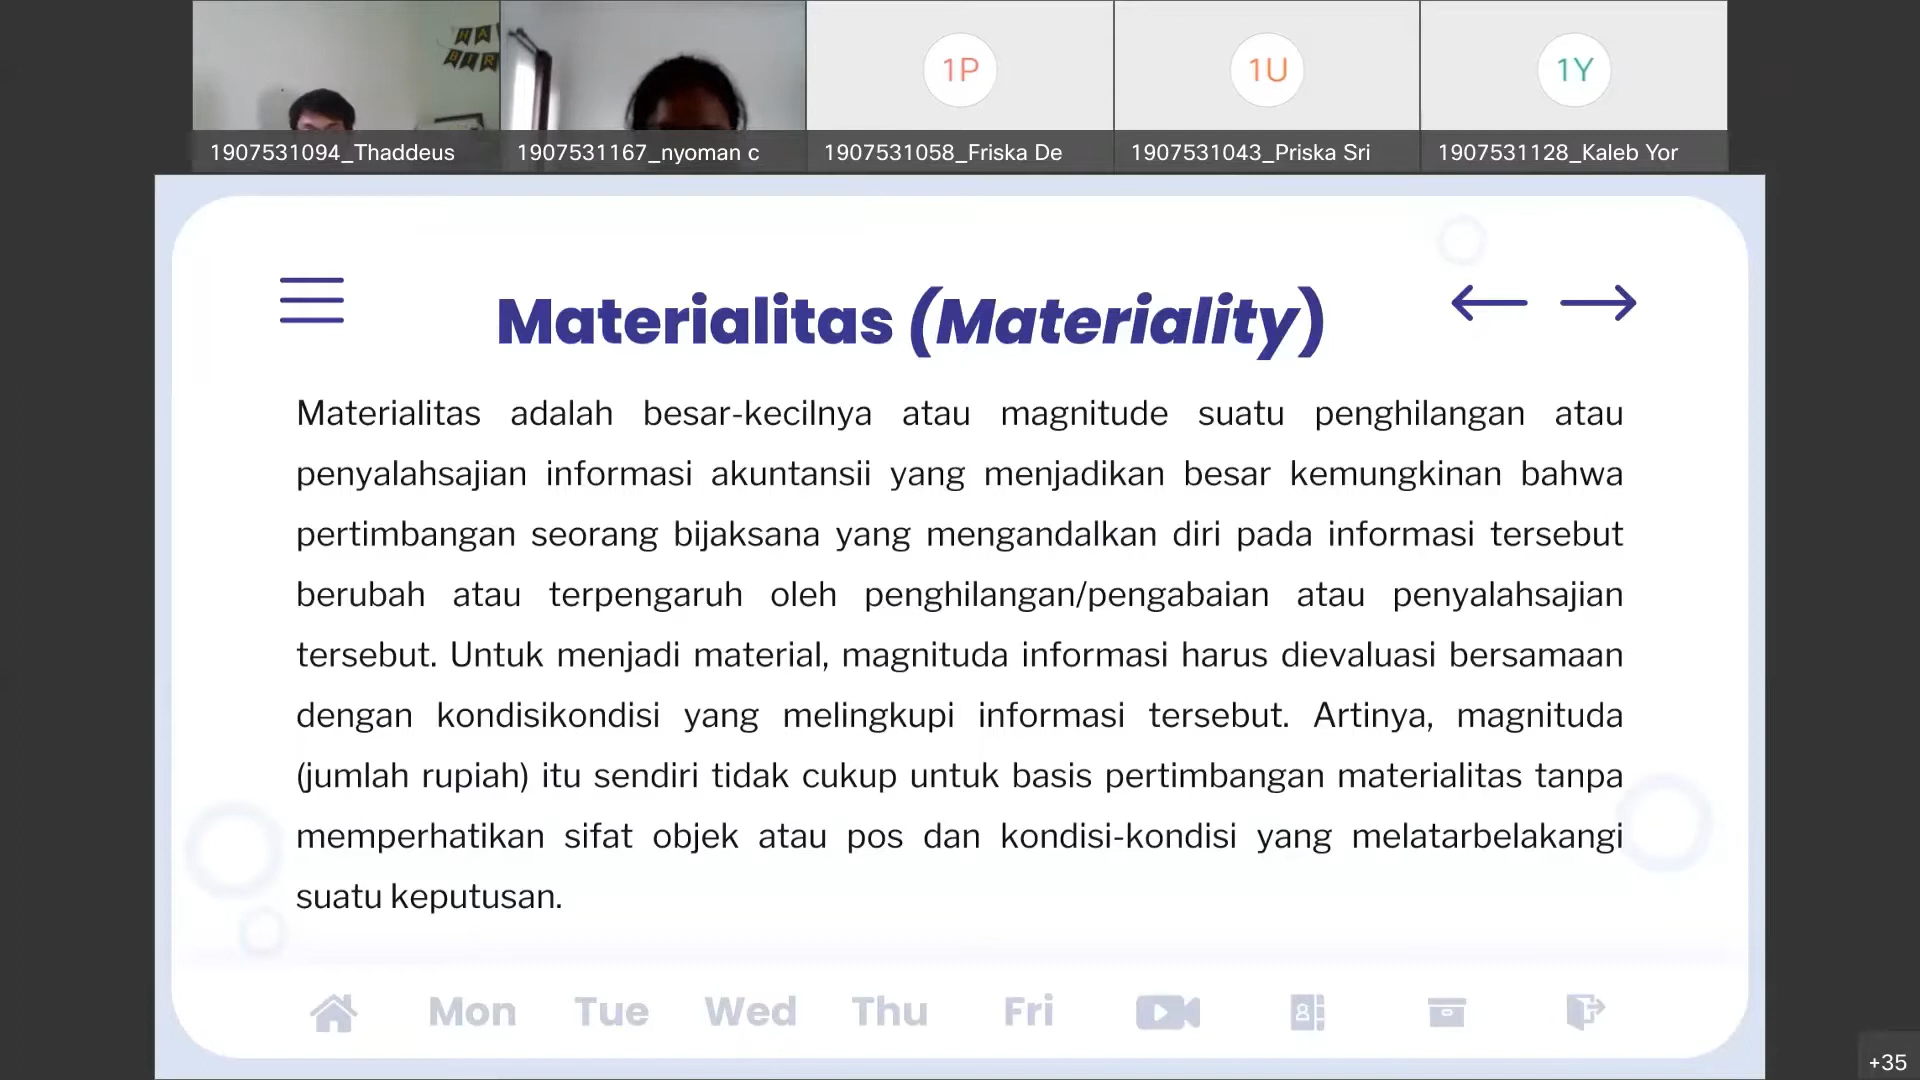 HA
BIR
1P
1U
1Y
1907531094_Thaddeus
1907531167_nyoman c
1907531058_Friska De
1907531043_Priska Sri
1907531128_Kaleb Yor
Materialitas (Materiality)
Materialitas adalah besar-kecilnya atau magnitude suatu penghilangan atau
penyalahsajian informasi akuntansii yang menjadikan besar kemungkinan bahwa
pertimbangan seorang bijaksana yang mengandalkan diri pada informasi tersebut
berubah atau terpengaruh oleh penghilangan/pengabaian atau penyalahsajian
tersebut. Untuk menjadi material, magnituda informasi harus dievaluasi bersamaan
dengan kondisikondisi yang melingkupi informasi tersebut. Artinya, magnituda
(jumlah rupiah) itu sendiri tidak cukup untuk basis pertimbangan materialitas tanpa
memperhatikan sifat objek atau pos dan kondisi-kondisi yang melatarbelakangi
suatu keputusan.
Mon Tue Wed Thu Fri
+35